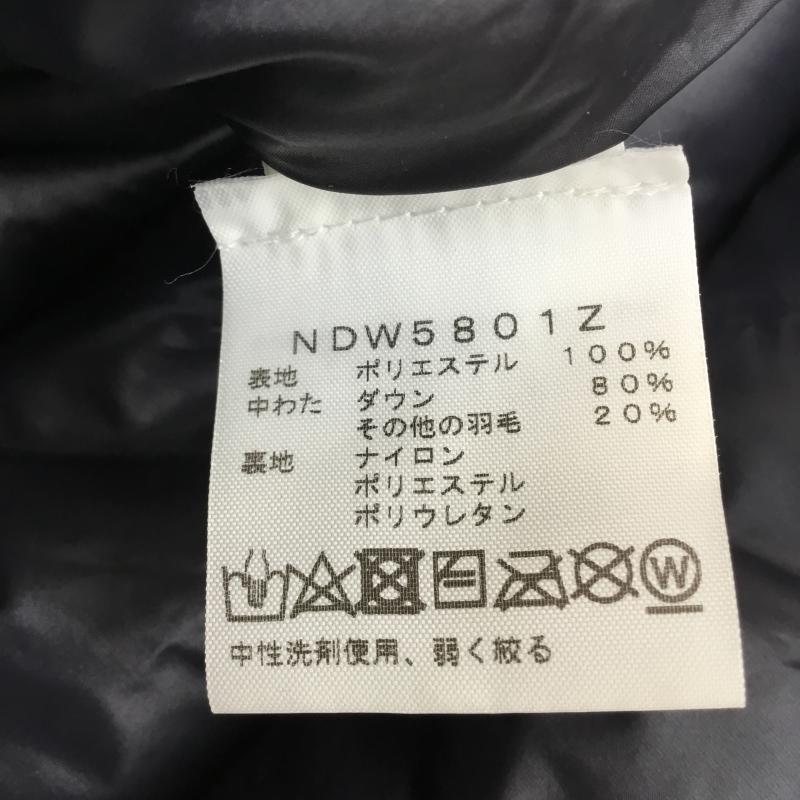 NDW5801Z
表地 ポリエステル 100%
中わた ダウン 80%
その他の羽毛 20%
裏地 ナイロン
ポリエステル
ポリウレタン
W
中性洗剤使用、弱く絞る